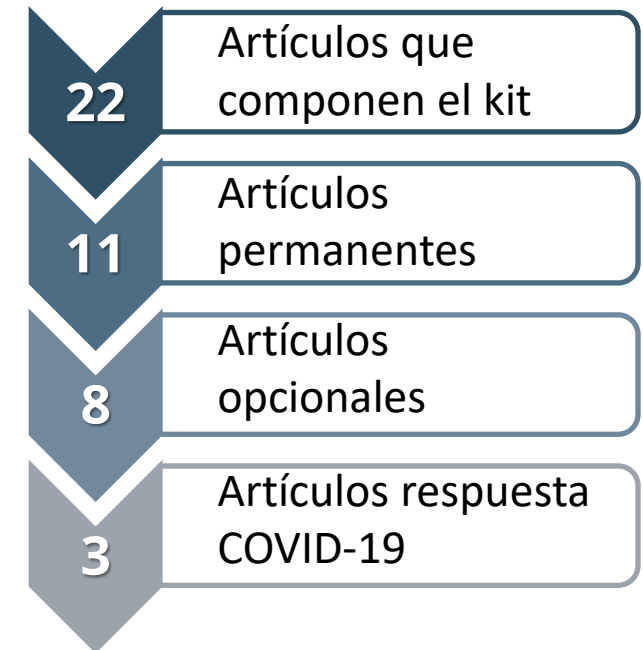 22
Artículos que
componen el kit
11
Artículos
permanentes
8
Artículos
opcionales
3
Artículos respuesta
COVID-19